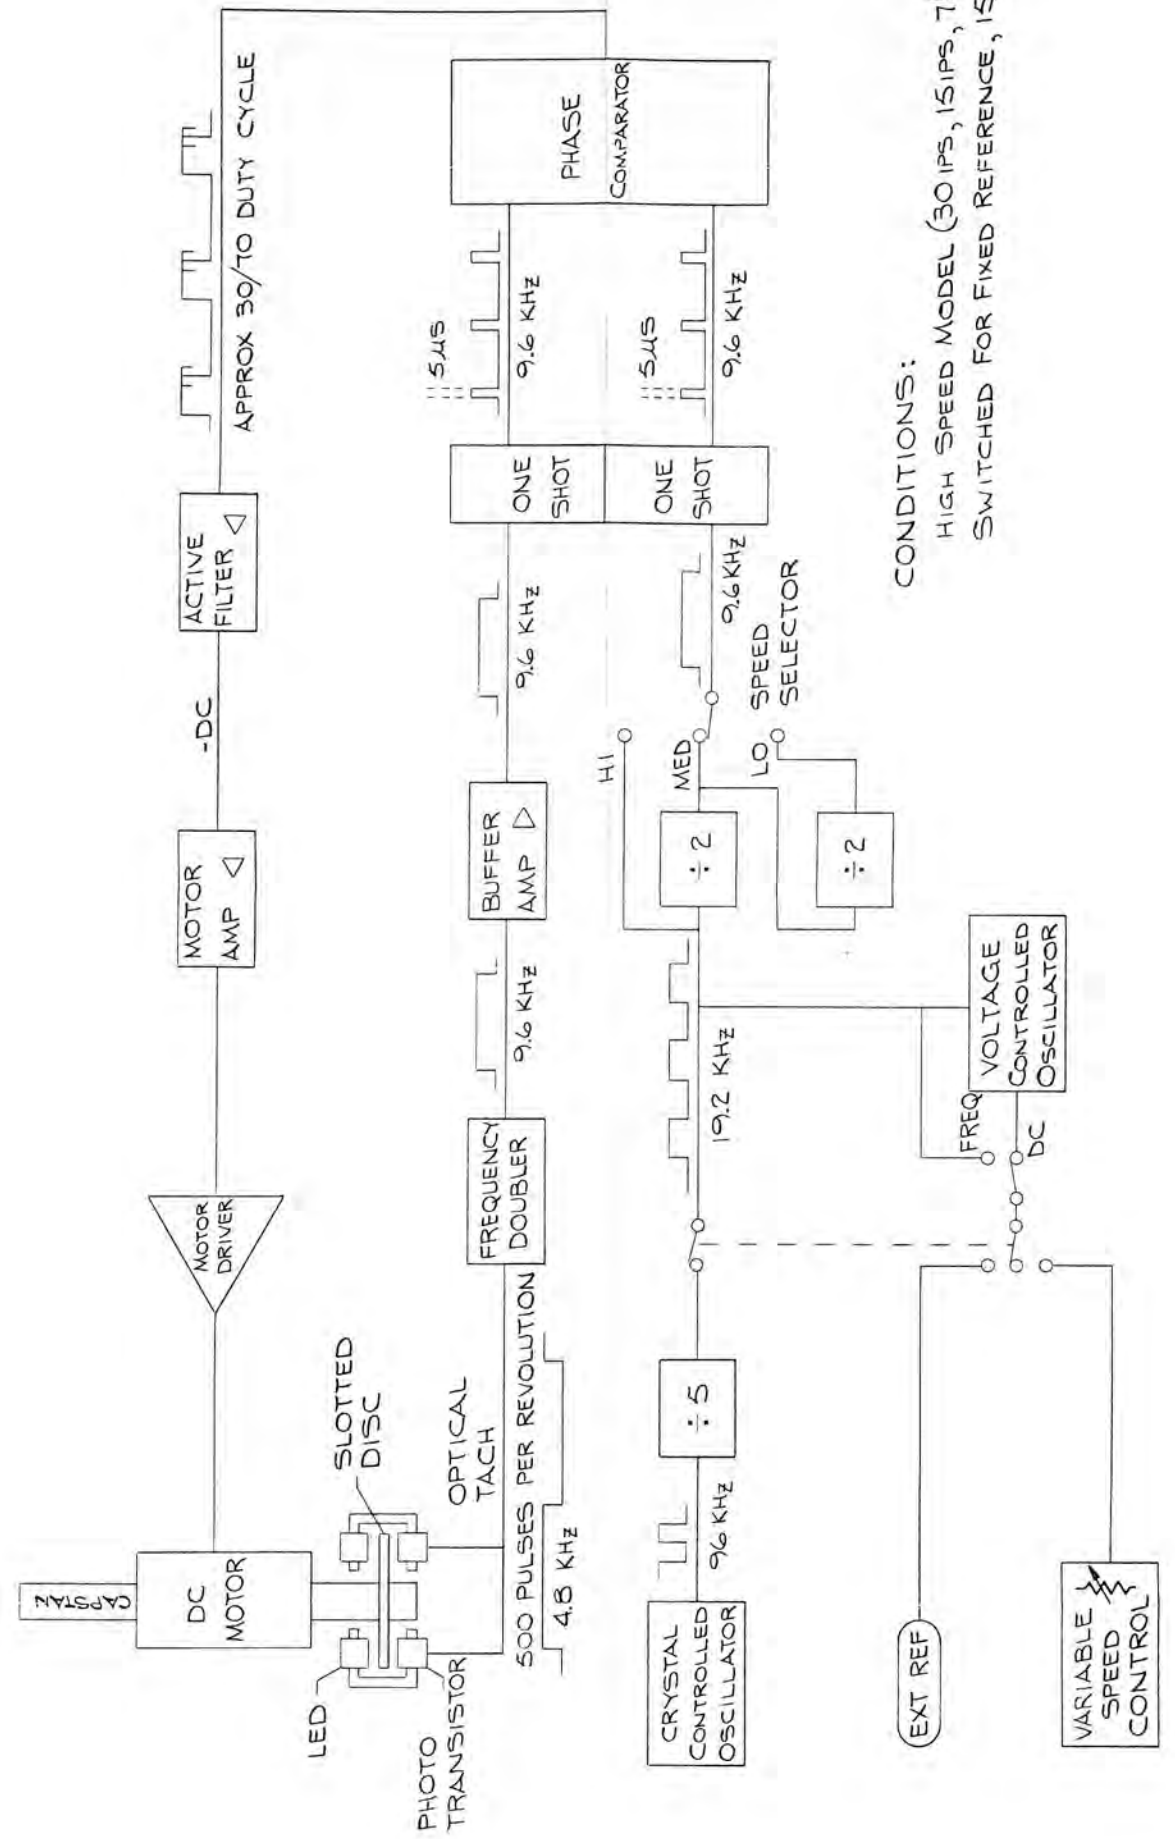 CAPSTAN
DC
MOTOR
MOTOR
DRIVER
MOTOR
AMP
-DC
ACTIVE
FILTER
APPROX 30/70 DUTY CYCLE
LED
PHOTO
TRANSISTOR
SLOTTED
DISC
OPTICAL
TACH
500 PULSES PER REVOLUTION
4.8 KHz
FREQUENCY
DOUBLER
9.6 KHz
BUFFER
AMP
9.6 KHz
ONE
SHOT
5µS
9.6 KHz
PHASE
COMPARATOR
CRYSTAL
CONTROLLED
OSCILLATOR
96 KHz
÷5
19.2 KHz
÷2
÷2
HI
MED
LO
SPEED
SELECTOR
9.6 KHz
ONE
SHOT
5µS
9.6 KHz
EXT REF
VARIABLE
SPEED
CONTROL
FREQ
DC
VOLTAGE
CONTROLLED
OSCILLATOR
CONDITIONS:
HIGH SPEED MODEL (30 IPS, 15 IPS, 7
SWITCHED FOR FIXED REFERENCE, 15